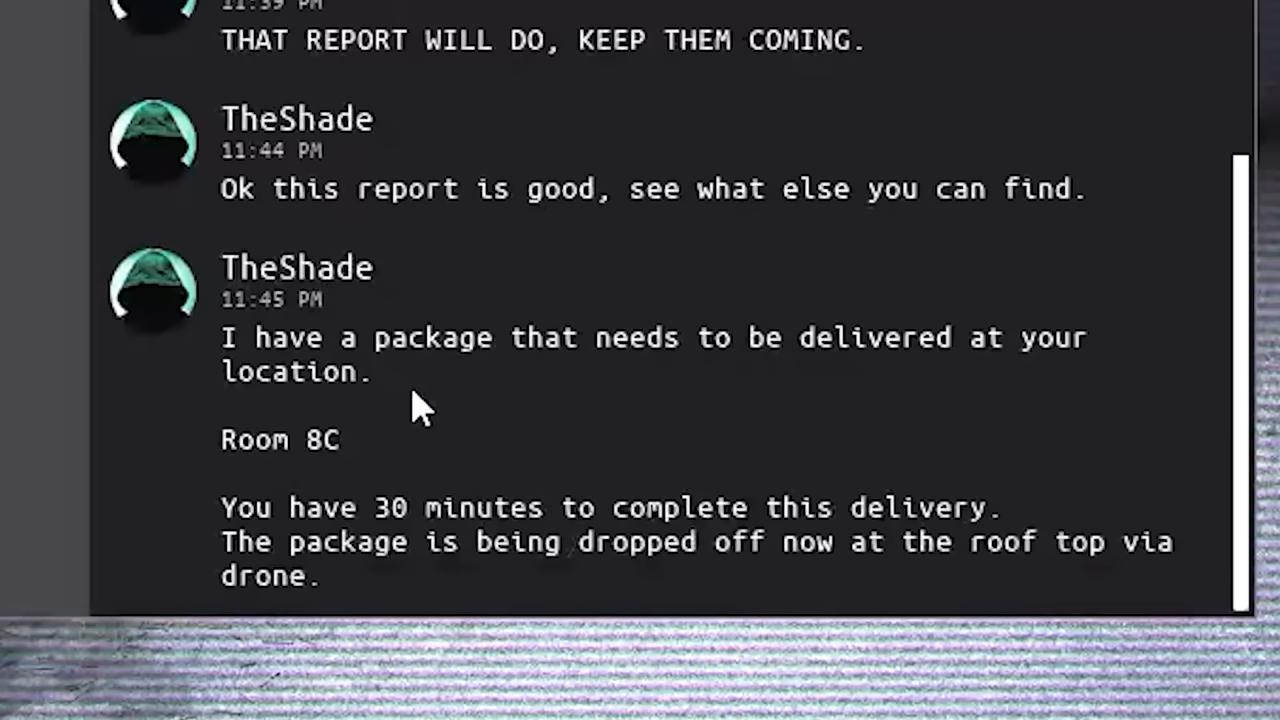 11:39 PM
THAT REPORT WILL DO, KEEP THEM COMING.
TheShade
11:44 PM
Ok this report is good, see what else you can find.
TheShade
11:45 PM
I have a package that needs to be delivered at your
location.
Room 8C
You have 30 minutes to complete this delivery.
The package is being dropped off now at the roof top via
drone.